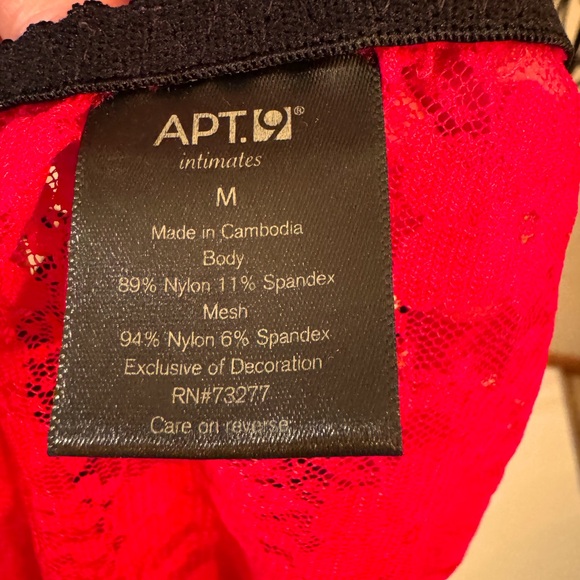 APT.9®
intimates
M
Made in Cambodia
Body
89% Nylon 11% Spandex
Mesh
94% Nylon 6% Spandex
Exclusive of Decoration
RN#73277
Care on reverse